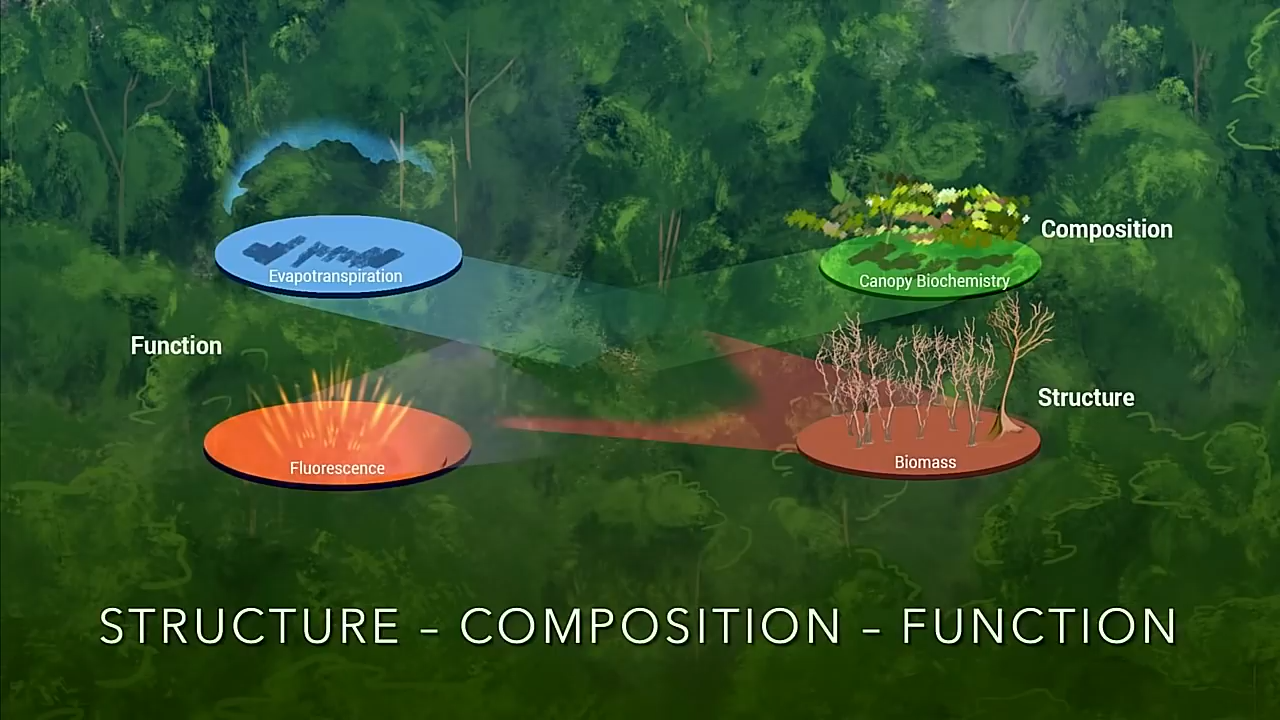 Composition
Evapotranspiration
Canopy Biochemistry
Function
Structure
Fluorescence
Biomass
STRUCTURE – COMPOSITION – FUNCTION